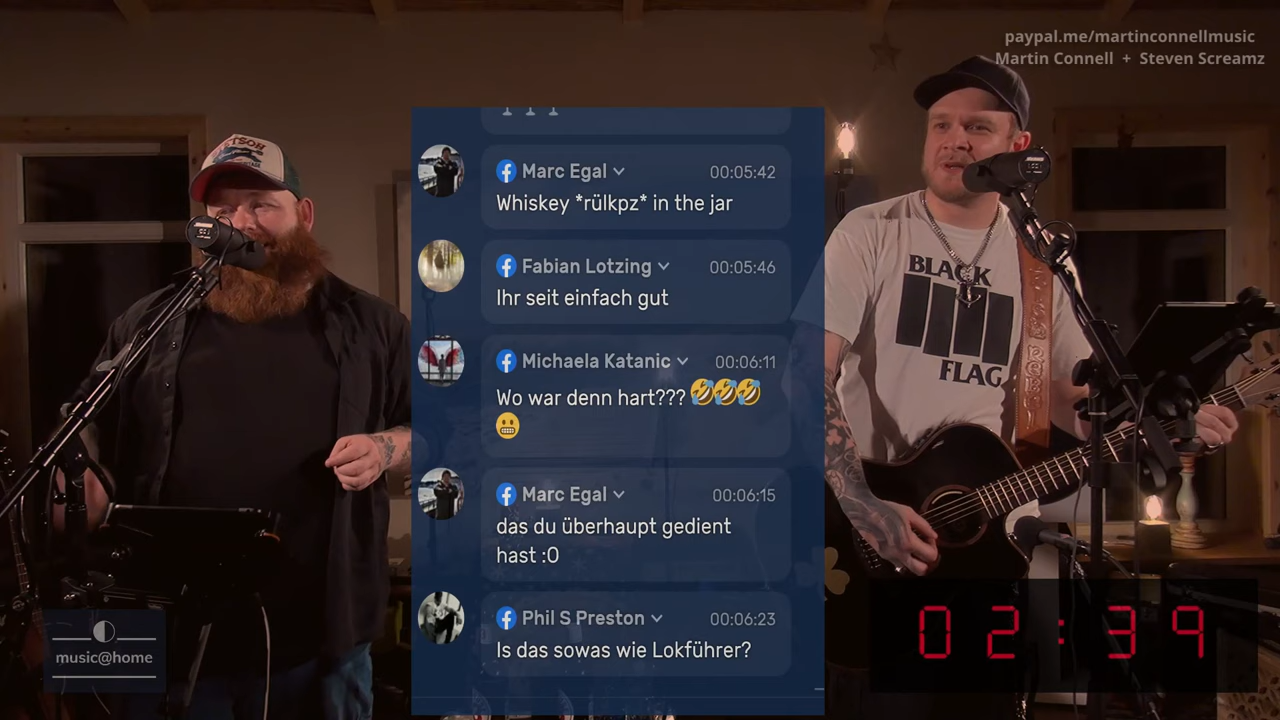 paypal.me/martinconnellmusic
Martin Connell + Steven Screamz
Marc Egal 00:05:42
Whiskey *rülkpz* in the jar
Fabian Lotzing 00:05:46
Ihr seit einfach gut
Michaela Katanic 00:06:11
Wo war denn hart??? 🤣🤣🤣
😬
Marc Egal 00:06:15
das du überhaupt gedient
hast :O
Phil S Preston 00:06:23
Is das sowas wie Lokführer?
BLACK
FLAG
music@home
02:39